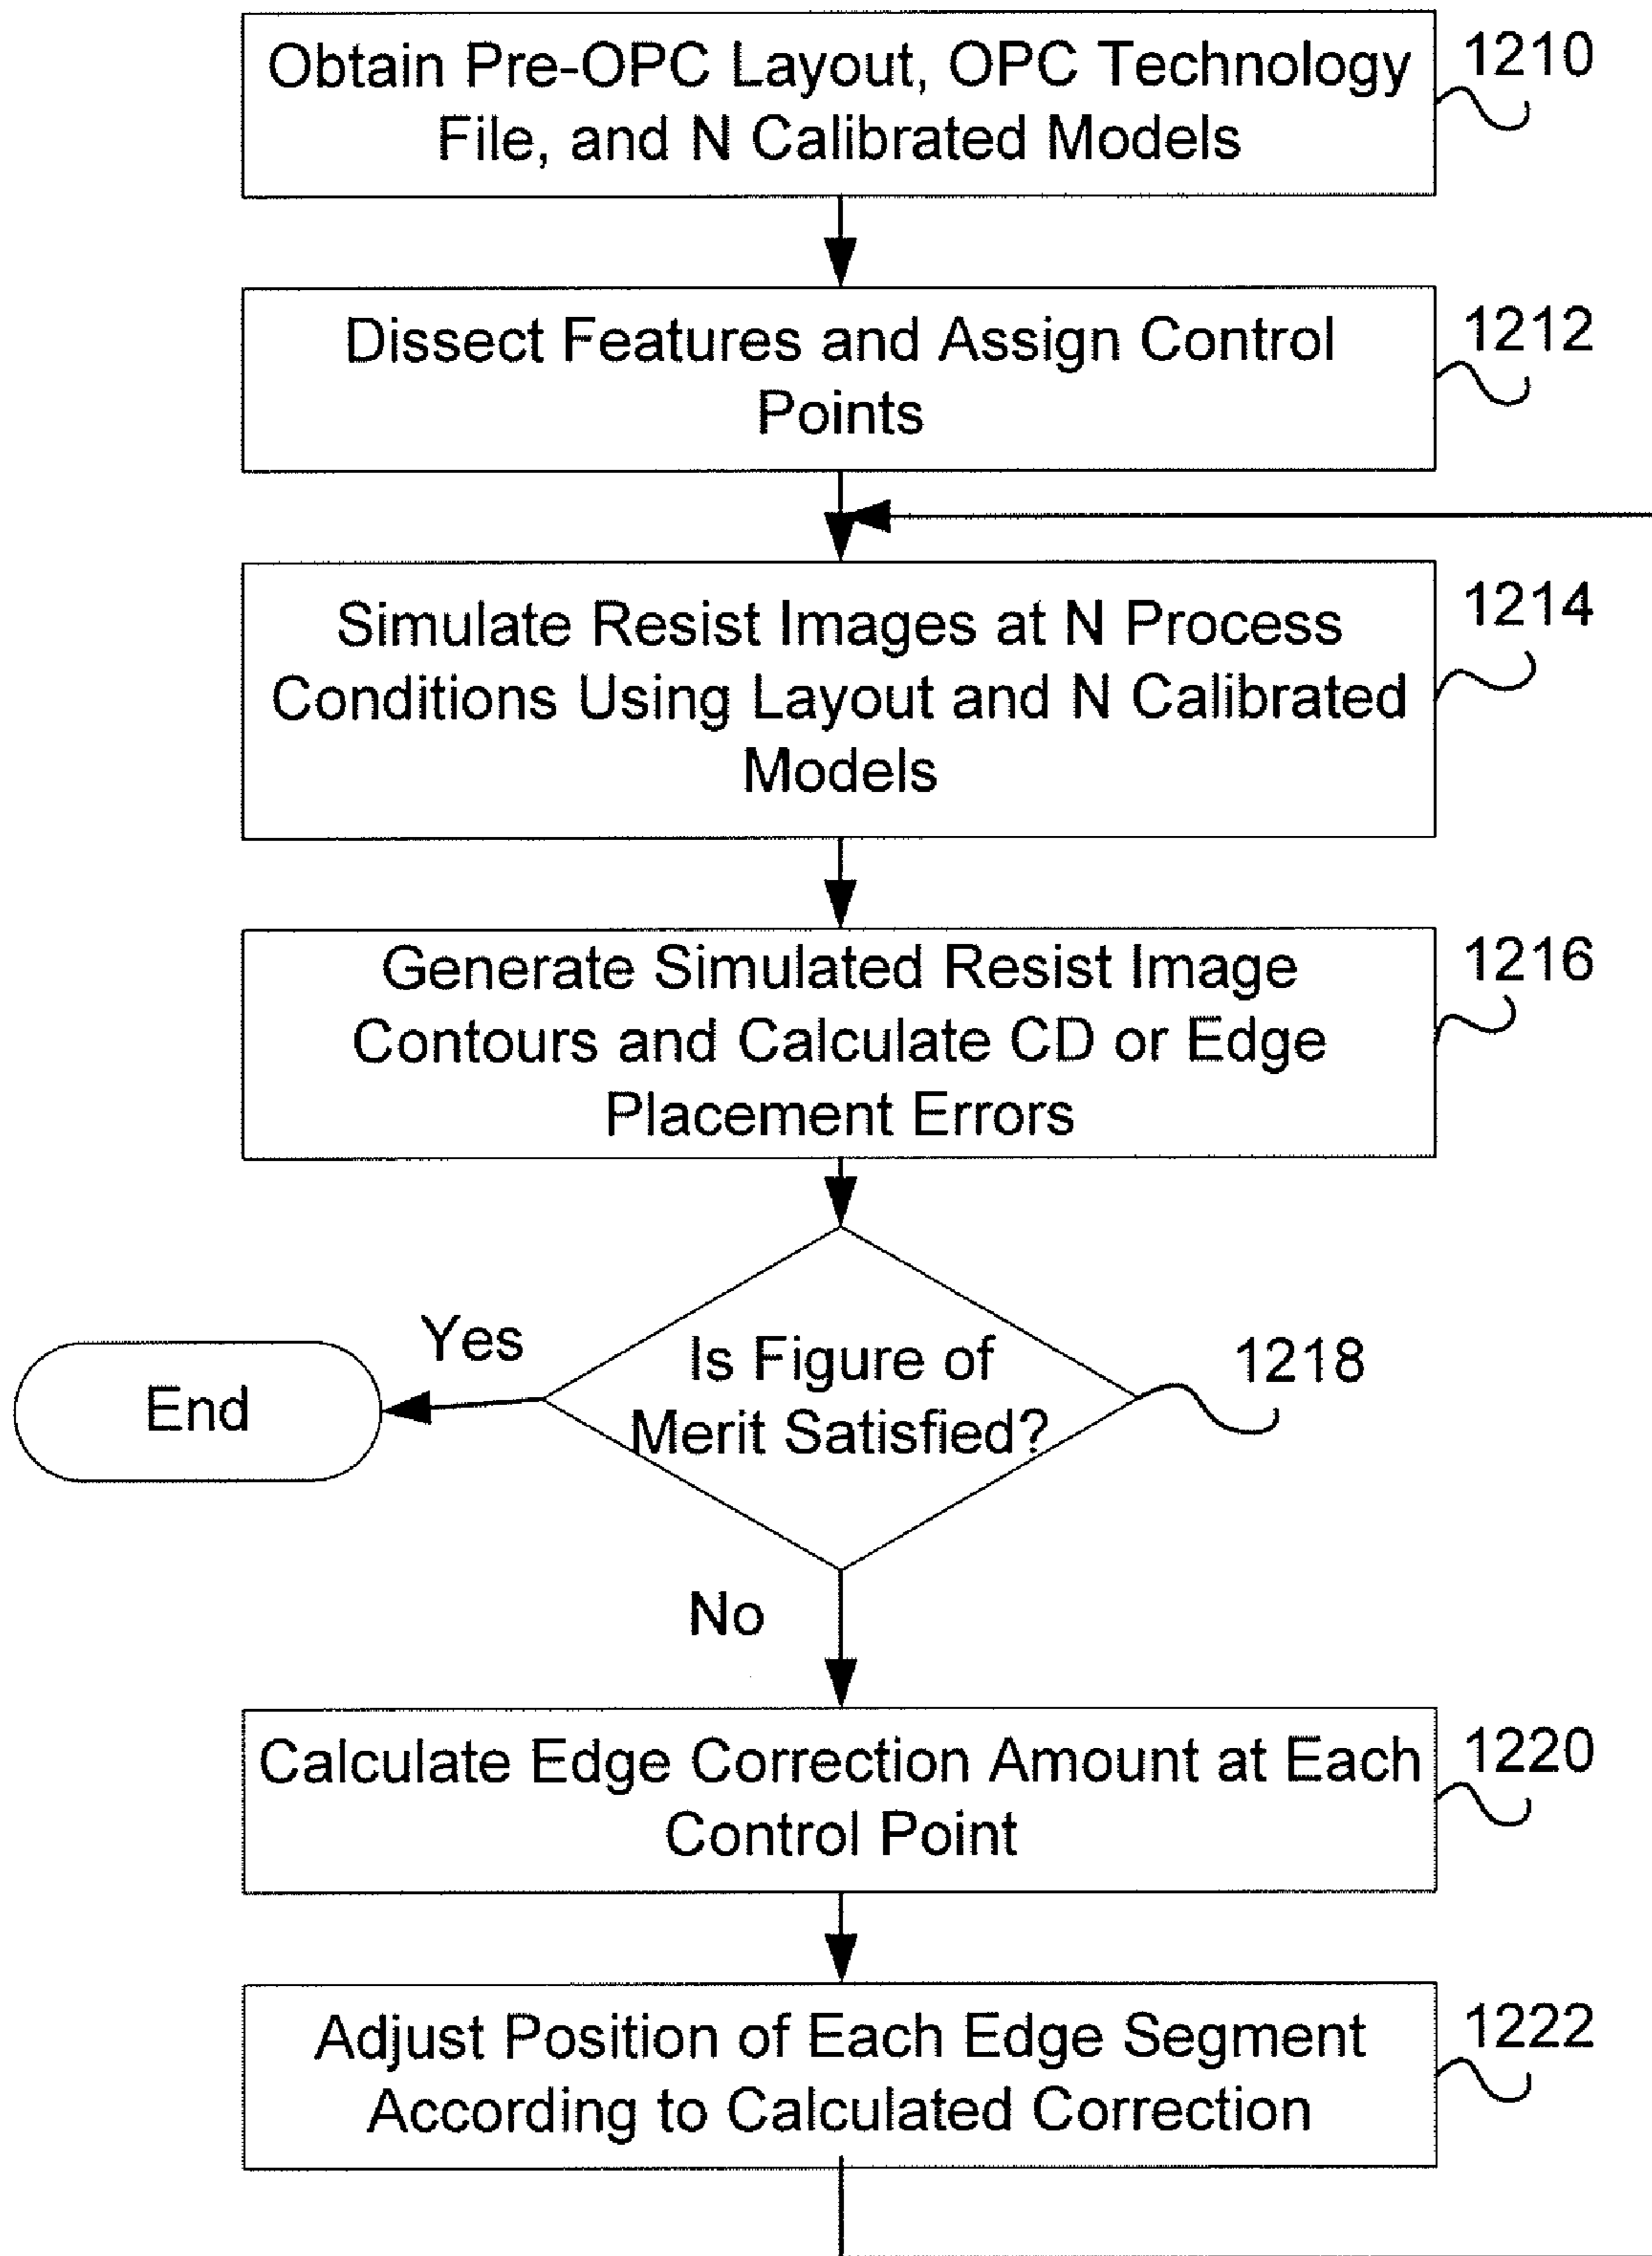 Obtain Pre-OPC Layout, OPC Technology
File, and N Calibrated Models
1210
Dissect Features and Assign Control
Points
1212
Simulate Resist Images at N Process
Conditions Using Layout and N Calibrated
Models
1214
Generate Simulated Resist Image
Contours and Calculate CD or Edge
Placement Errors
1216
Is Figure of
Merit Satisfied?
1218
Yes
End
No
Calculate Edge Correction Amount at Each
Control Point
1220
Adjust Position of Each Edge Segment
According to Calculated Correction
1222